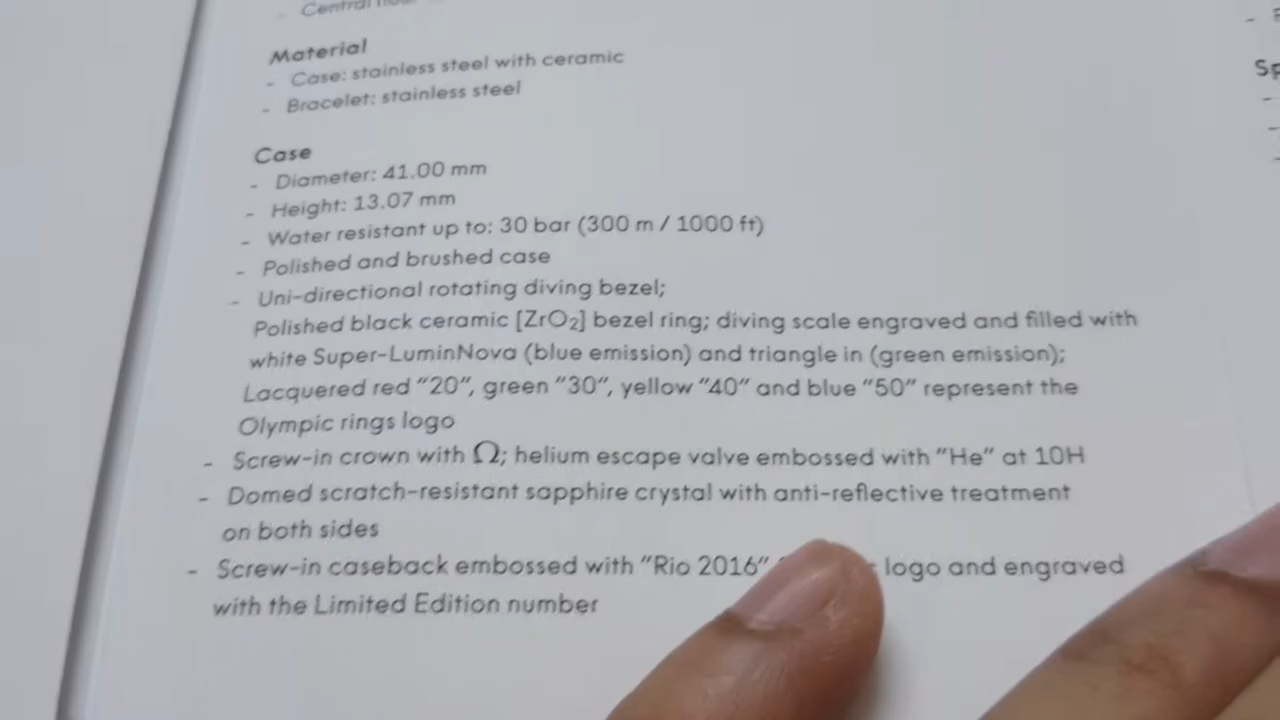 Central
Material
- Case: stainless steel with ceramic
- Bracelet: stainless steel
Case
- Diameter: 41.00 mm
- Height: 13.07 mm
- Water resistant up to: 30 bar (300 m / 1000 ft)
- Polished and brushed case
- Uni-directional rotating diving bezel;
Polished black ceramic [ZrO₂] bezel ring; diving scale engraved and filled with
white Super-LuminNova (blue emission) and triangle in (green emission);
Lacquered red "20", green "30", yellow "40" and blue "50" represent the
Olympic rings logo
- Screw-in crown with Ω; helium escape valve embossed with "He" at 10H
- Domed scratch-resistant sapphire crystal with anti-reflective treatment
on both sides
- Screw-in caseback embossed with "Rio 2016" logo and engraved
with the Limited Edition number
Sp